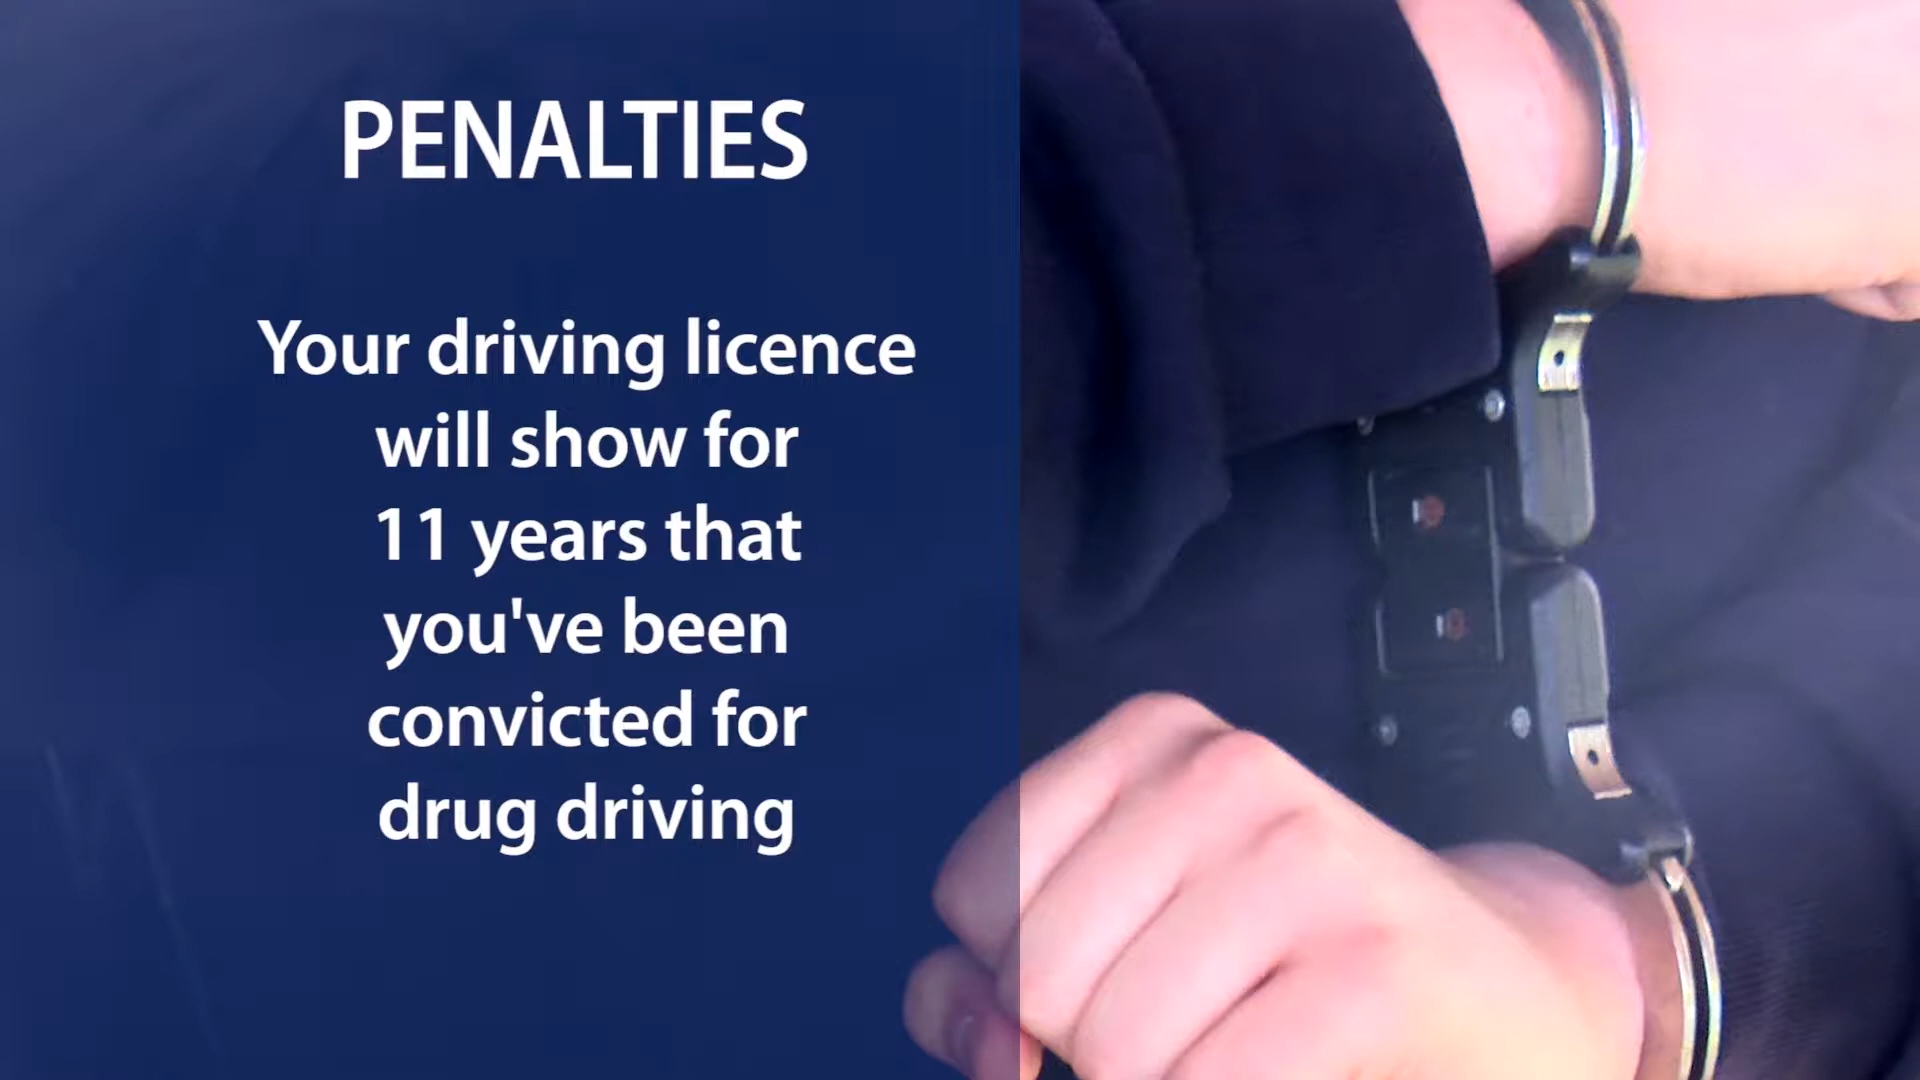 PENALTIES
Your driving licence
will show for
11 years that
you've been
convicted for
drug driving